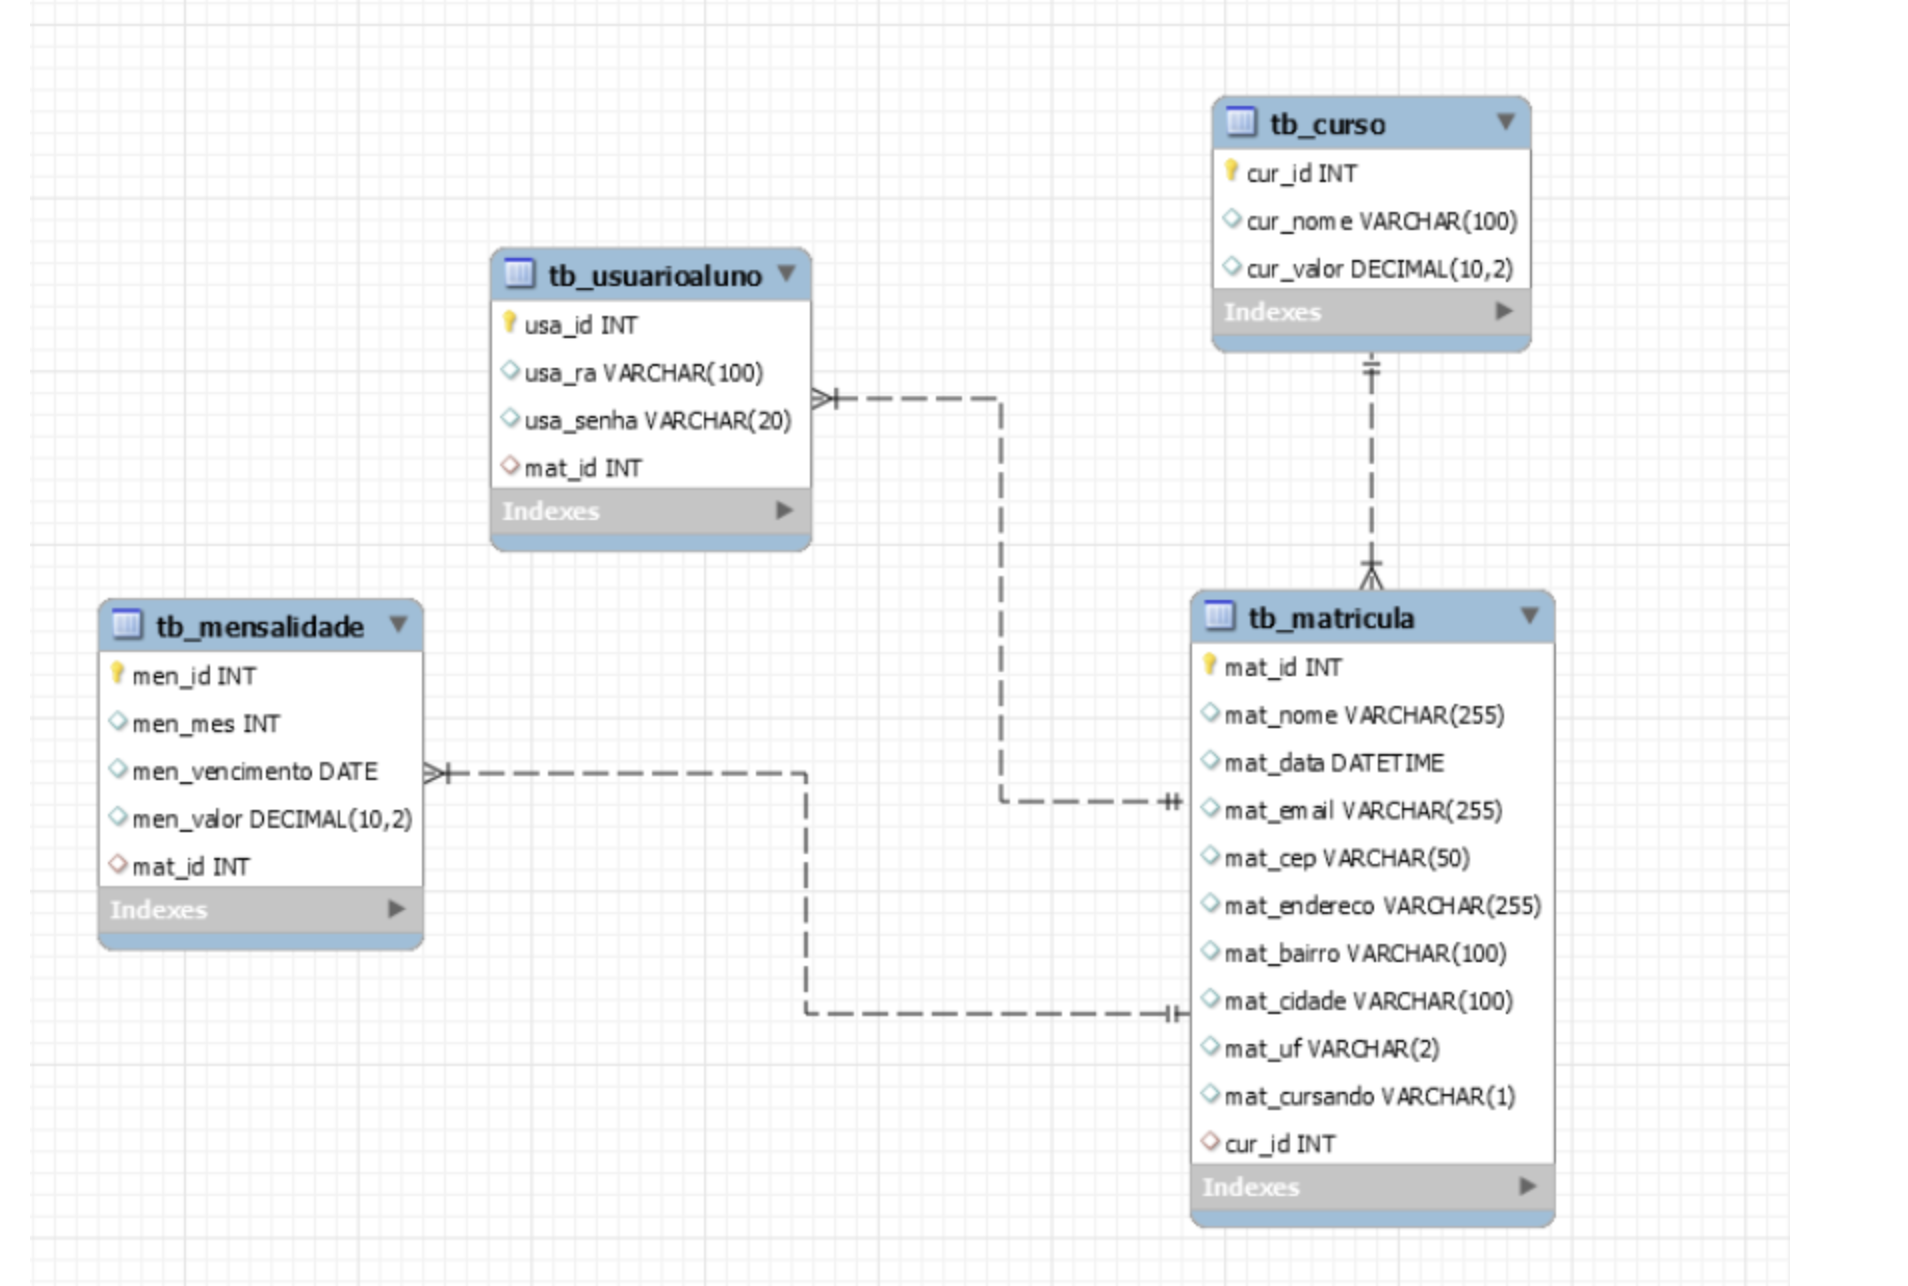 tb_curso
cur_id INT
cur_nome VARCHAR(100)
cur_valor DECIMAL(10,2)
Indexes
tb_usuarioaluno
usa_id INT
usa_ra VARCHAR(100)
usa_senha VARCHAR(20)
mat_id INT
Indexes
tb_mensalidade
men_id INT
men_mes INT
men_vencimento DATE
men_valor DECIMAL(10,2)
mat_id INT
Indexes
tb_matricula
mat_id INT
mat_nome VARCHAR(255)
mat_data DATETIME
mat_email VARCHAR(255)
mat_cep VARCHAR(50)
mat_endereco VARCHAR(255)
mat_bairro VARCHAR(100)
mat_cidade VARCHAR(100)
mat_uf VARCHAR(2)
mat_cursando VARCHAR(1)
cur_id INT
Indexes